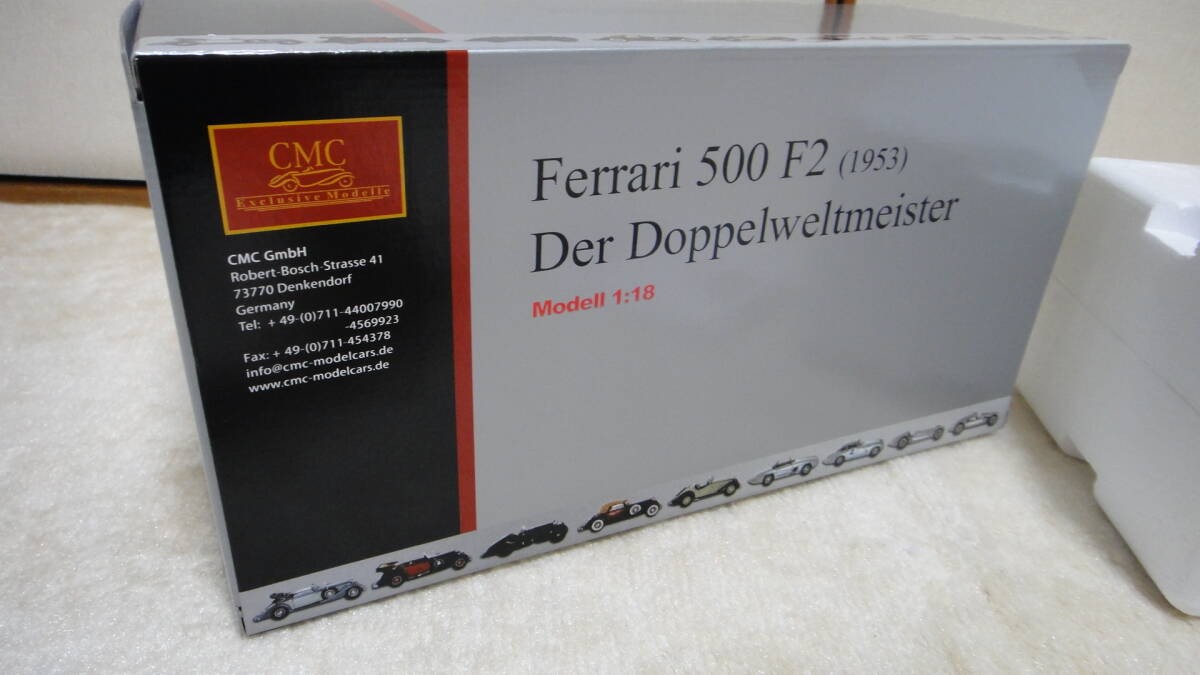 CMC
Exclusive Modelle
CMC GmbH
Robert-Bosch-Strasse 41
73770 Denkendorf
Germany
Tel: + 49-(0)711-44007990
-4569923
Fax: + 49-(0)711-454378
info@cmc-modelcars.de
www.cmc-modelcars.de
Ferrari 500 F2 (1953)
Der Doppelweltmeister
Modell 1:18